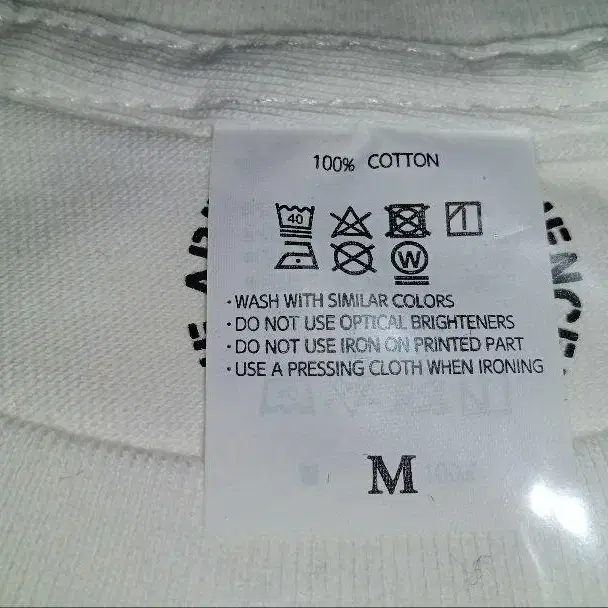 100% COTTON
40
W
· WASH WITH SIMILAR COLORS
· DO NOT USE OPTICAL BRIGHTENERS
· DO NOT USE IRON ON PRINTED PART
· USE A PRESSING CLOTH WHEN IRONING
M